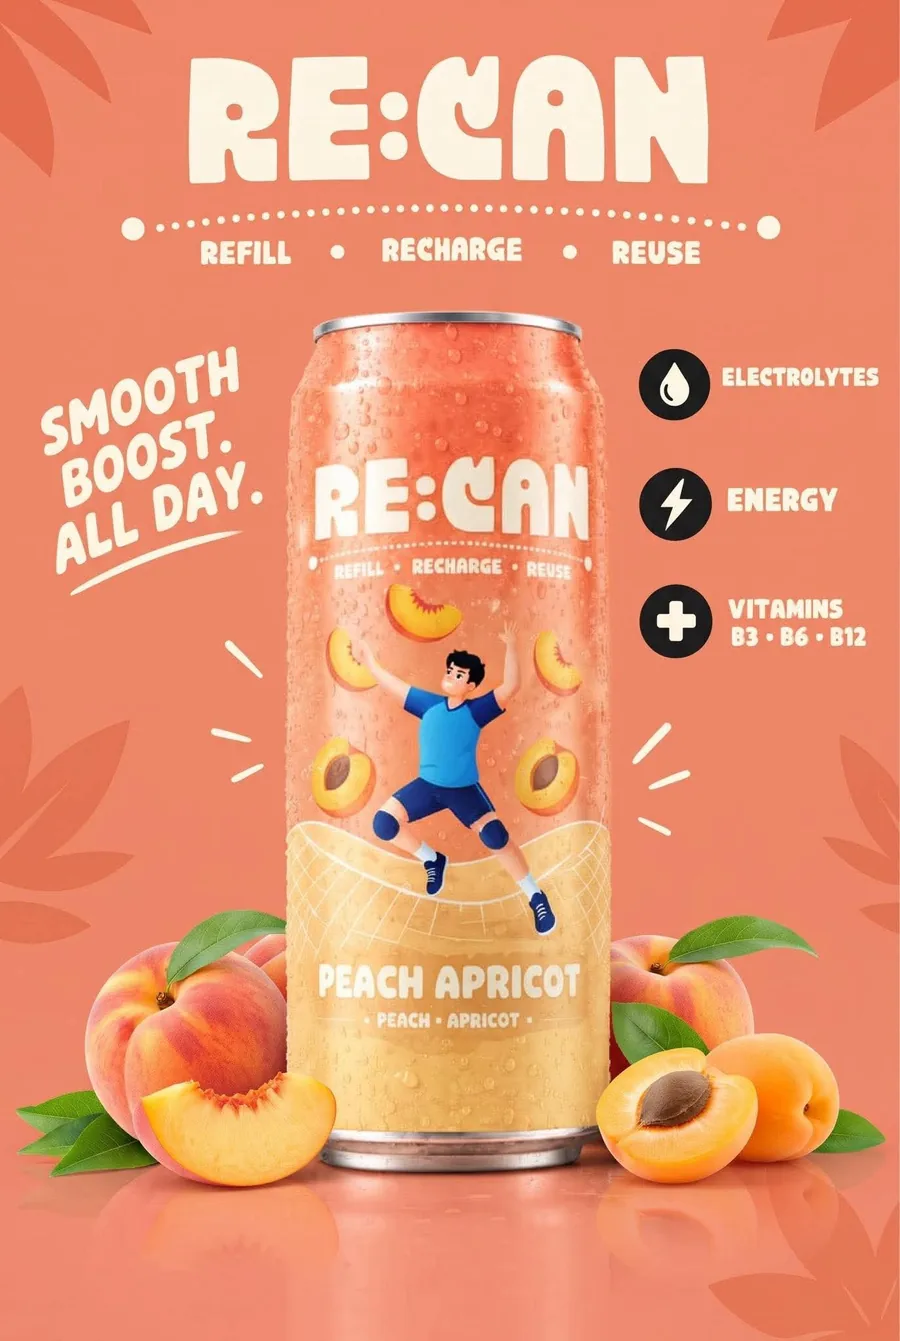 RE:CAN
REFILL • RECHARGE • REUSE
SMOOTH
BOOST.
ALL DAY.
ELECTROLYTES
ENERGY
VITAMINS
B3 • B6 • B12
RE:CAN
REFILL • RECHARGE • REUSE
PEACH APRICOT
• PEACH • APRICOT •